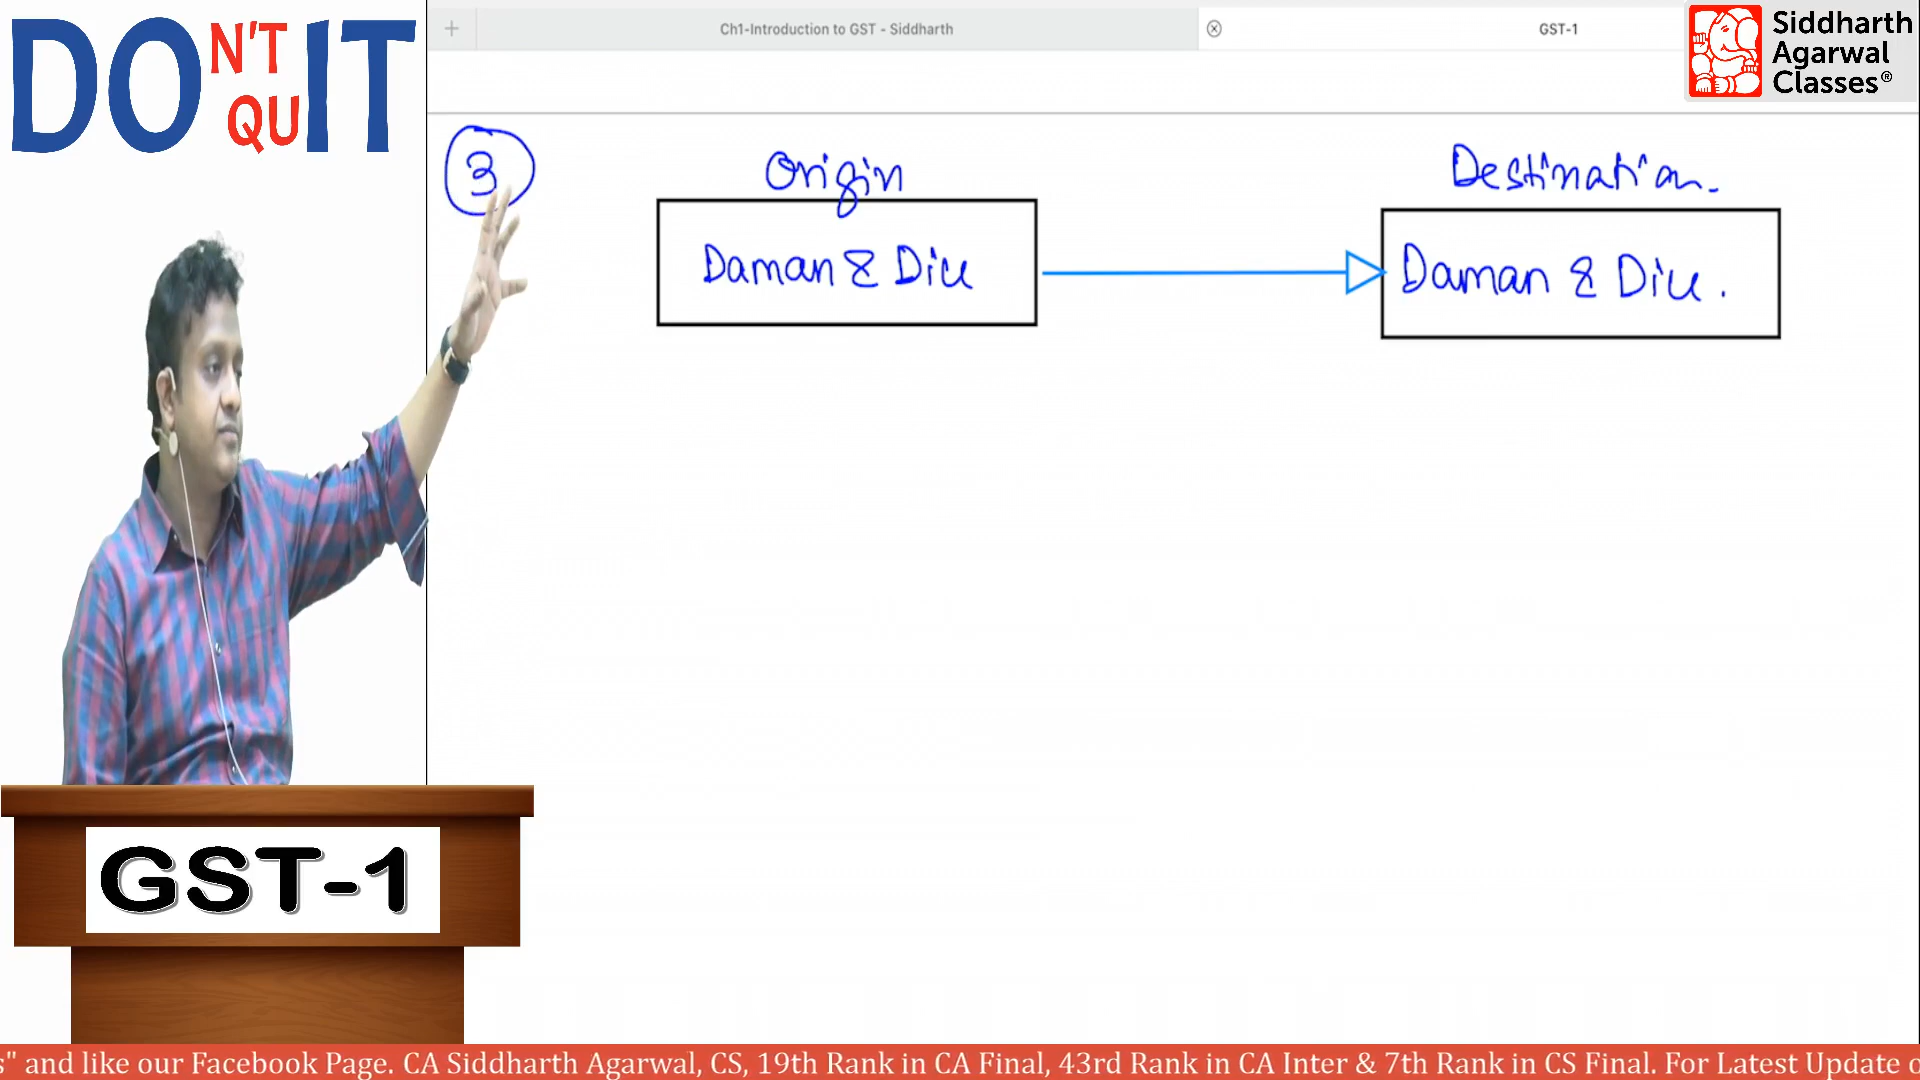 DON'T
QUIT
Ch1-Introduction to GST - Siddharth
GST-1
Siddharth
Agarwal
Classes®
3
Origin
Destination.
Daman & Diu
Daman & Diu.
GST-1
s" and like our Facebook Page. CA Siddharth Agarwal, CS, 19th Rank in CA Final, 43rd Rank in CA Inter & 7th Rank in CS Final. For Latest Update o